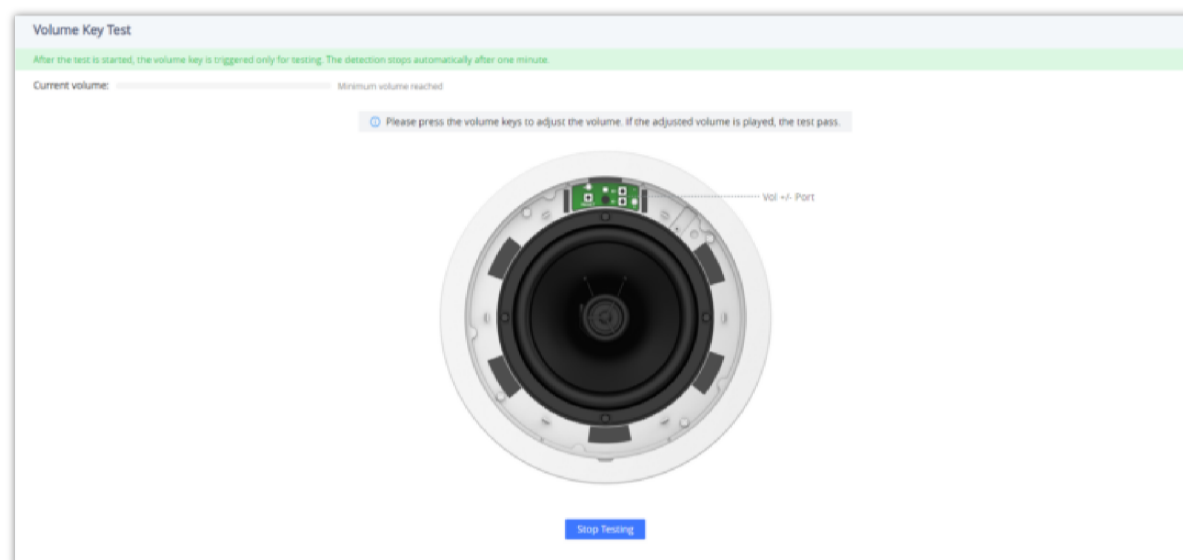 Volume Key Test
After the test is started, the volume key is triggered only for testing. The detection stops automatically after one minute.
Current volume: Minimum volume reached
Please press the volume keys to adjust the volume. If the adjusted volume is played, the test pass.
Vol +/- Port
Stop Testing